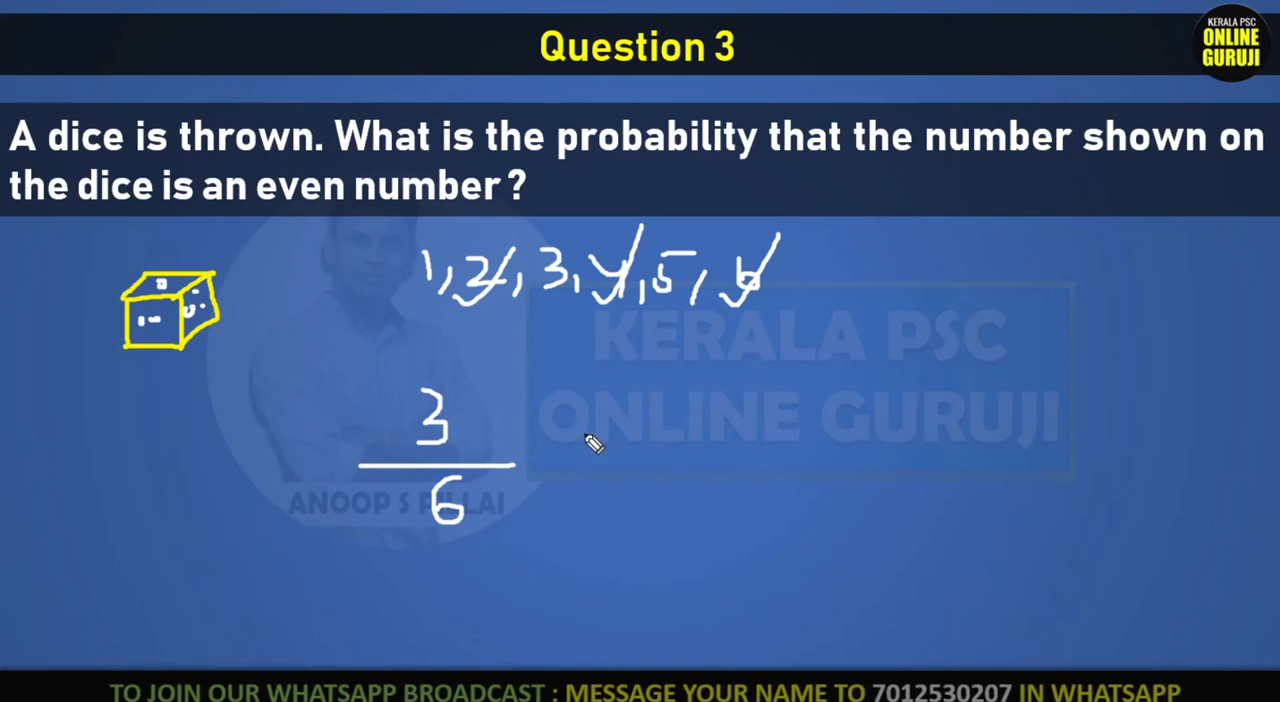 Question 3
KERALA PSC
ONLINE
GURUJI
A dice is thrown. What is the probability that the number shown on
the dice is an even number ?
1, 2, 3, 4, 5, 6
KERALA PSC
ONLINE GURUJI
3
6
ANOOP S PILLAI
TO JOIN OUR WHATSAPP BROADCAST : MESSAGE YOUR NAME TO 7012530207 IN WHATSAPP